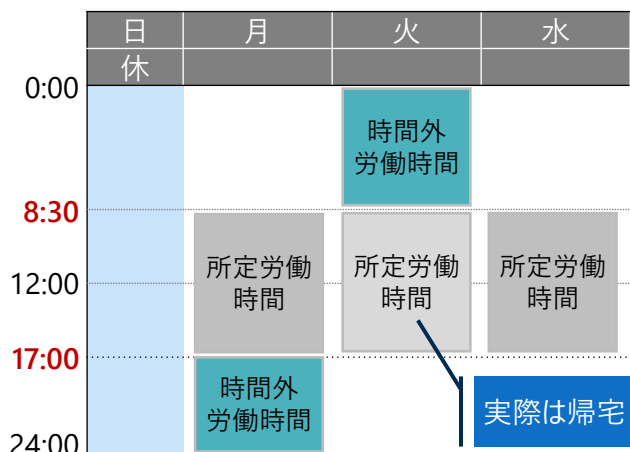 日 月 火 水
休
0:00
時間外
労働時間
8:30
所定労働
時間
所定労働
時間
所定労働
時間
12:00
17:00
時間外
労働時間
実際は帰宅
24:00